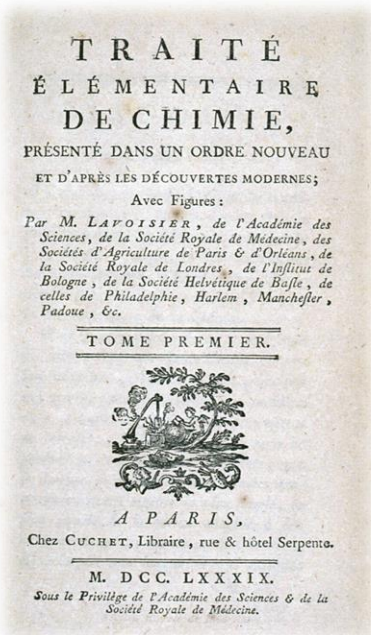 TRAITÉ
ÉLÉMENTAIRE
DE CHIMIE,
PRÉSENTÉ DANS UN ORDRE NOUVEAU
ET D'APRÈS LES DÉCOUVERTES MODERNES;
Avec Figures:
Par M. LAVOISIER, de l'Académie des
Sciences, de la Société Royale de Médecine, des
Sociétés d'Agriculture de Paris & d'Orléans, de
la Société Royale de Londres, de l'Inſtitut de
Bologne, de la Société Helvétique de Baſle, de
celles de Philadelphie, Harlem, Mancheſter,
Padoue, &c.
TOME PREMIER.
A PARIS,
Chez CUCHET, Libraire, rue & hôtel Serpente.
M. DCC. LXXXIX.
Sous le Privilège de l'Académie des Sciences & de la
Société Royale de Médecine.